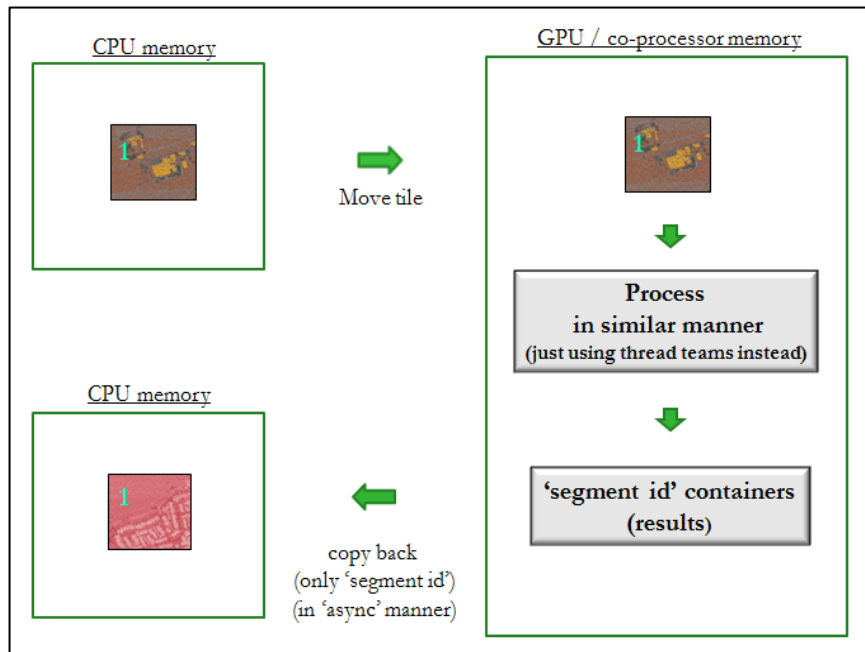 CPU memory
1
Move tile
GPU / co-processor memory
1
Process
in similar manner
(just using thread teams instead)
‘segment id’ containers
(results)
CPU memory
1
copy back
(only ‘segment id’)
(in ‘async’ manner)